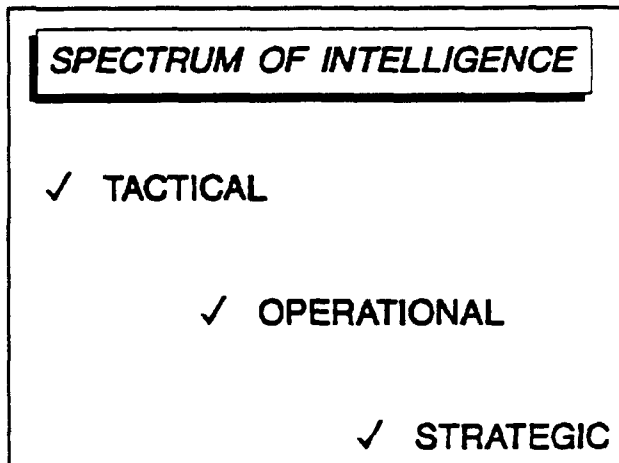 SPECTRUM OF INTELLIGENCE
✓ TACTICAL
✓ OPERATIONAL
✓ STRATEGIC